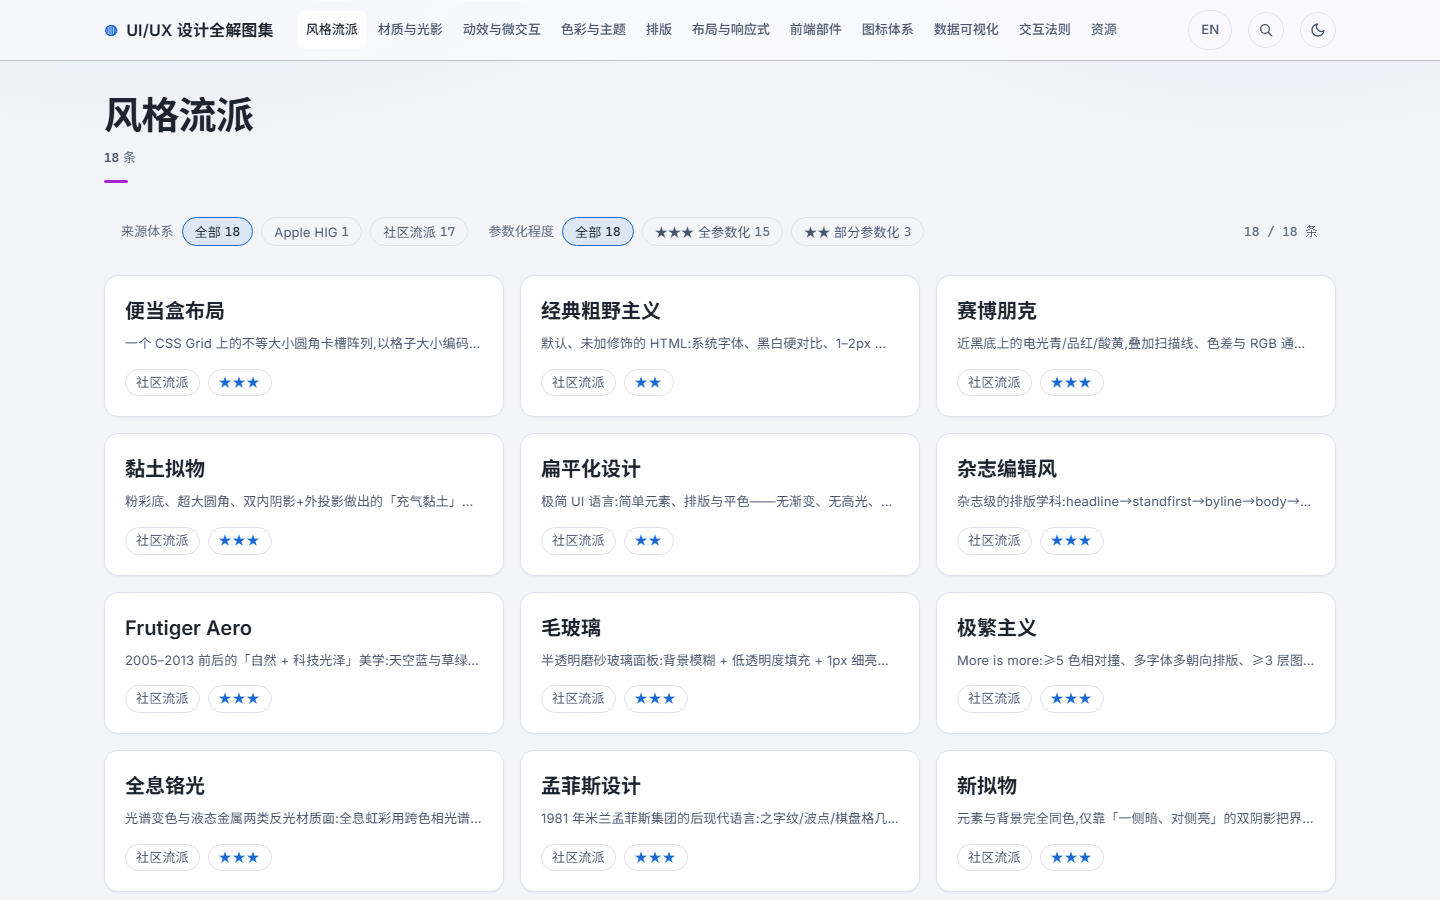 UI/UX 设计全解图集 风格流派 材质与光影 动效与微交互 色彩与主题 排版 布局与响应式 前端部件 图标体系 数据可视化 交互法则 资源 EN
风格流派
18 条
来源体系 全部 18 Apple HIG 1 社区流派 17 参数化程度 全部 18 ★★★ 全参数化 15 ★★ 部分参数化 3 18 / 18 条
便当盒布局
一个 CSS Grid 上的不等大小圆角卡槽阵列,以格子大小编码...
社区流派 ★★★
经典粗野主义
默认、未加修饰的 HTML:系统字体、黑白硬对比、1–2px ...
社区流派 ★★
赛博朋克
近黑底上的电光青/品红/酸黄,叠加扫描线、色差与 RGB 通...
社区流派 ★★★
黏土拟物
粉彩底、超大圆角、双内阴影+外投影做出的「充气黏土」...
社区流派 ★★★
扁平化设计
极简 UI 语言:简单元素、排版与平色——无渐变、无高光、...
社区流派 ★★
杂志编辑风
杂志级的排版学科:headline→standfirst→byline→body→...
社区流派 ★★★
Frutiger Aero
2005–2013 前后的「自然 + 科技光泽」美学:天空蓝与草绿...
社区流派 ★★★
毛玻璃
半透明磨砂玻璃面板:背景模糊 + 低透明度填充 + 1px 细亮...
社区流派 ★★★
极繁主义
More is more:≥5 色相对撞、多字体多朝向排版、≥3 层图...
社区流派 ★★★
全息铬光
光谱变色与液态金属两类反光材质面:全息虹彩用跨色相光谱...
社区流派 ★★★
孟菲斯设计
1981 年米兰孟菲斯集团的后现代语言:之字纹/波点/棋盘格几...
社区流派 ★★★
新拟物
元素与背景完全同色,仅靠「一侧暗、对侧亮」的双阴影把界...
社区流派 ★★★